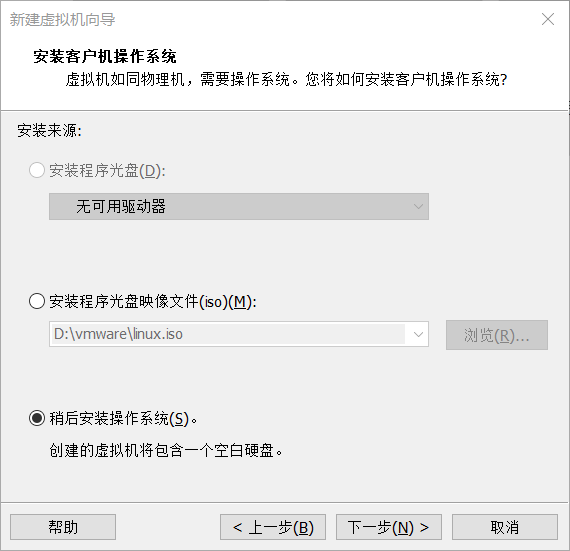 新建虚拟机向导
安装客户机操作系统
虚拟机如同物理机，需要操作系统。您将如何安装客户机操作系统?
安装来源:
安装程序光盘(D):
无可用驱动器
安装程序光盘映像文件(iso)(M):
D:\vmware\linux.iso
浏览(R)...
稍后安装操作系统(S)。
创建的虚拟机将包含一个空白硬盘。
帮助
< 上一步(B)
下一步(N) >
取消